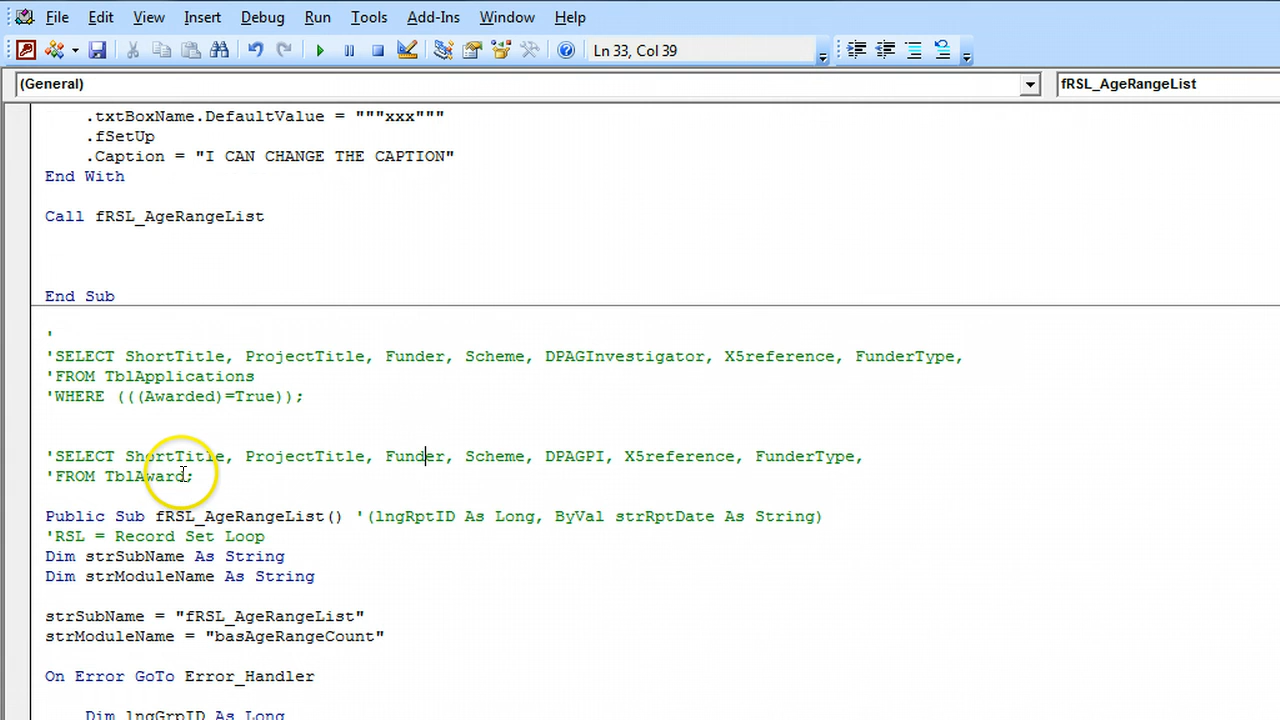 File Edit View Insert Debug Run Tools Add-Ins Window Help
Ln 33, Col 39
(General) fRSL_AgeRangeList
.txtBoxName.DefaultValue = """xxx"""
.fSetUp
.Caption = "I CAN CHANGE THE CAPTION"
End With
Call fRSL_AgeRangeList
End Sub
'
'SELECT ShortTitle, ProjectTitle, Funder, Scheme, DPAGInvestigator, X5reference, FunderType,
'FROM TblApplications
'WHERE (((Awarded)=True));
'SELECT ShortTitle, ProjectTitle, Funder, Scheme, DPAGPI, X5reference, FunderType,
'FROM TblAward;
Public Sub fRSL_AgeRangeList() '(lngRptID As Long, ByVal strRptDate As String)
'RSL = Record Set Loop
Dim strSubName As String
Dim strModuleName As String
strSubName = "fRSL_AgeRangeList"
strModuleName = "basAgeRangeCount"
On Error GoTo Error_Handler
Dim lngGrpID As Long